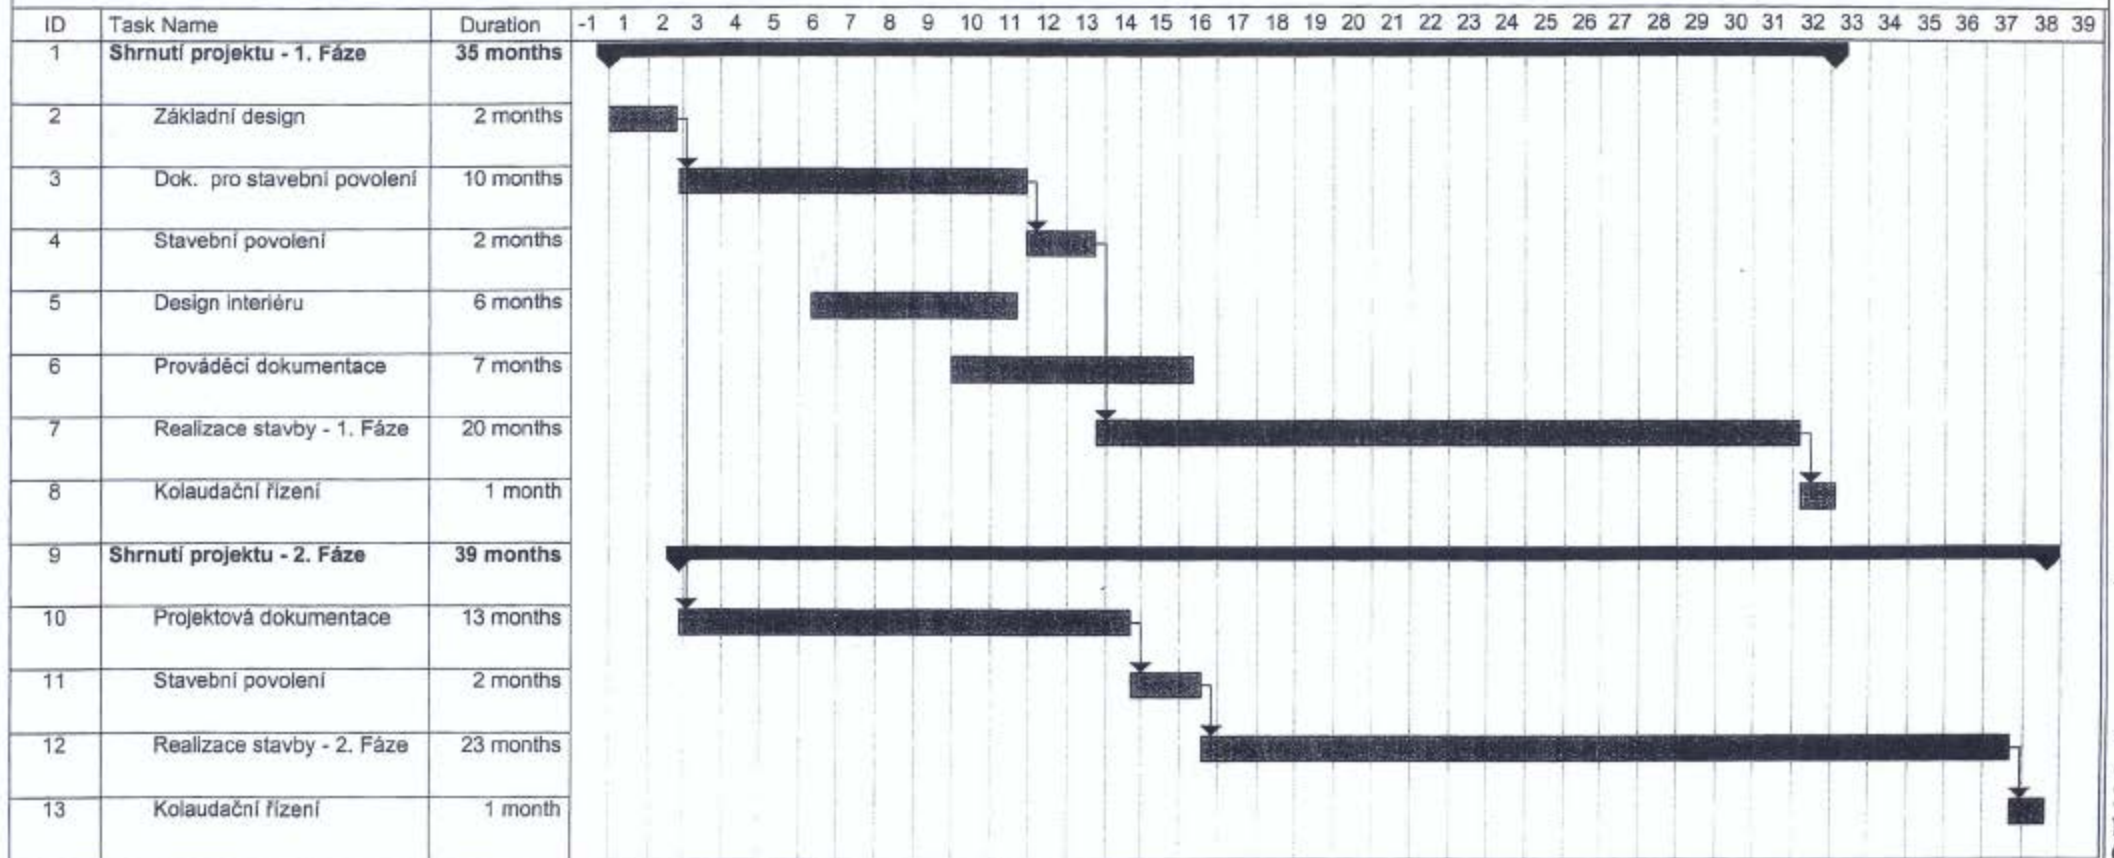 ID Task Name Duration -1 1 2 3 4 5 6 7 8 9 10 11 12 13 14 15 16 17 18 19 20 21 22 23 24 25 26 27 28 29 30 31 32 33 34 35 36 37 38 39
1 Shrnutí projektu - 1. Fáze 35 months
2 Základní design 2 months
3 Dok. pro stavební povolení 10 months
4 Stavební povolení 2 months
5 Design interiéru 6 months
6 Prováděcí dokumentace 7 months
7 Realizace stavby - 1. Fáze 20 months
8 Kolaudační řízení 1 month
9 Shrnutí projektu - 2. Fáze 39 months
10 Projektová dokumentace 13 months
11 Stavební povolení 2 months
12 Realizace stavby - 2. Fáze 23 months
13 Kolaudační řízení 1 month